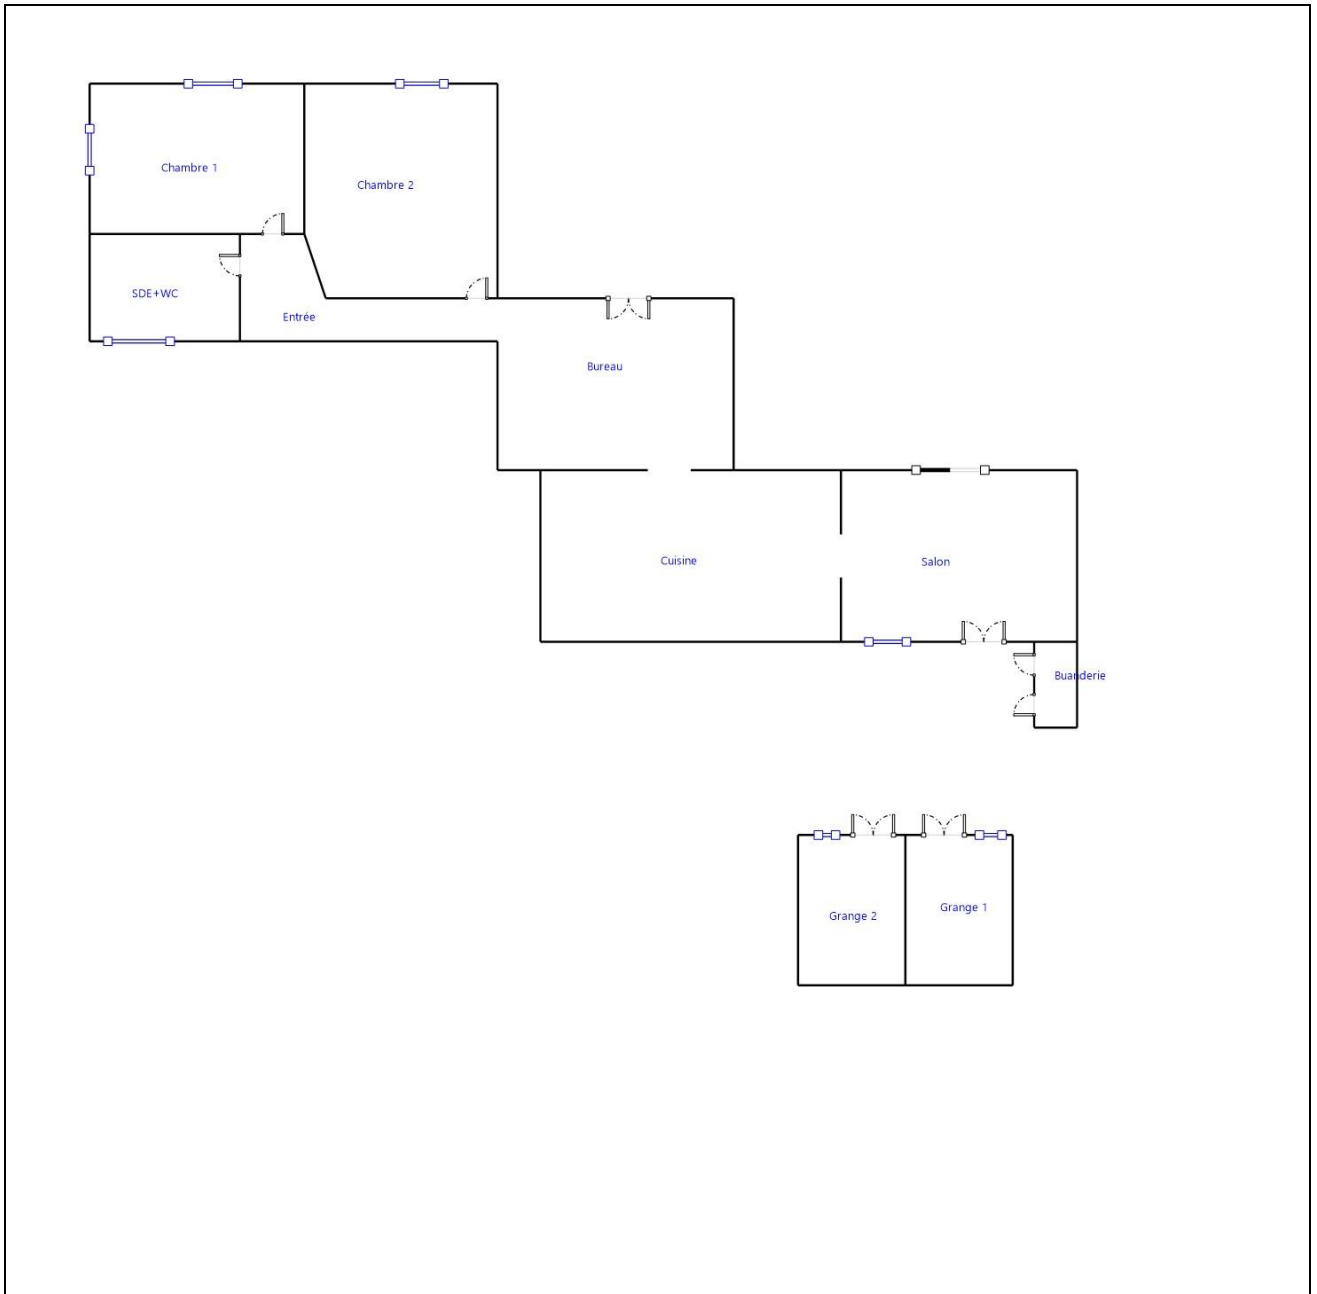 Chambre 1
Chambre 2
SDE+WC
Entrée
Bureau
Cuisine
Salon
Buanderie
Grange 2
Grange 1